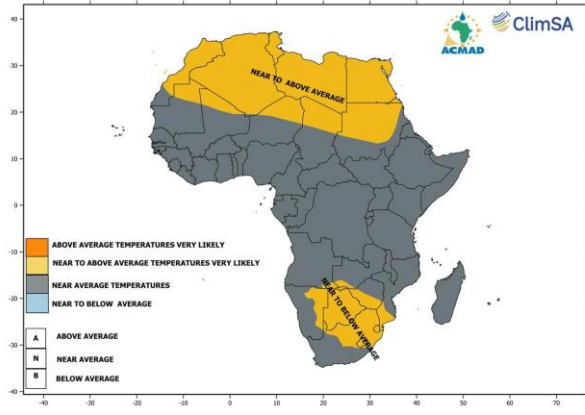 ACMAD
ClimSA
40
30
20
10
0
-10
-20
-30
-40
NEAR TO ABOVE AVERAGE
NEAR TO BELOW AVERAGE
ABOVE AVERAGE TEMPERATURES VERY LIKELY
NEAR TO ABOVE AVERAGE TEMPERATURES VERY LIKELY
NEAR AVERAGE TEMPERATURES
NEAR TO BELOW AVERAGE
A ABOVE AVERAGE
N NEAR AVERAGE
B BELOW AVERAGE
-40 -30 -20 -10 0 10 20 30 40 50 60 70